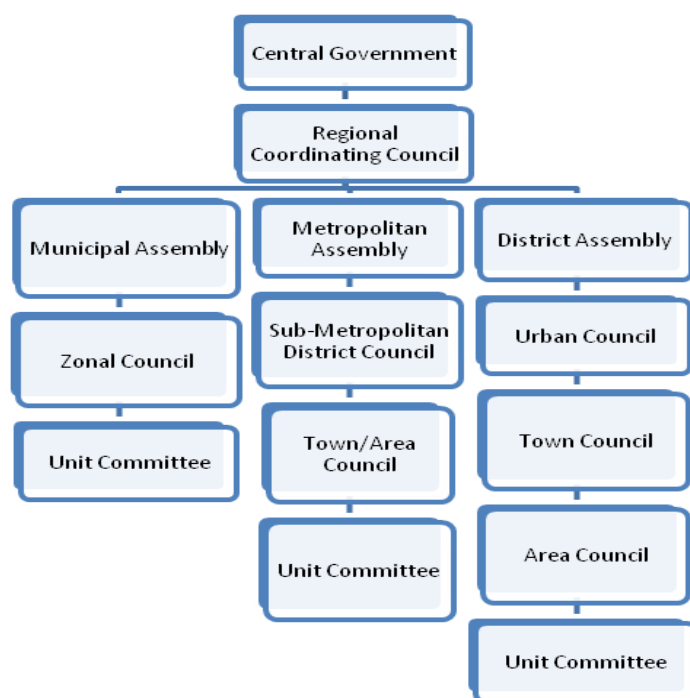 Central Government
Regional
Coordinating Council
Municipal Assembly
Zonal Council
Unit Committee
Metropolitan
Assembly
Sub-Metropolitan
District Council
Town/Area
Council
Unit Committee
District Assembly
Urban Council
Town Council
Area Council
Unit Committee